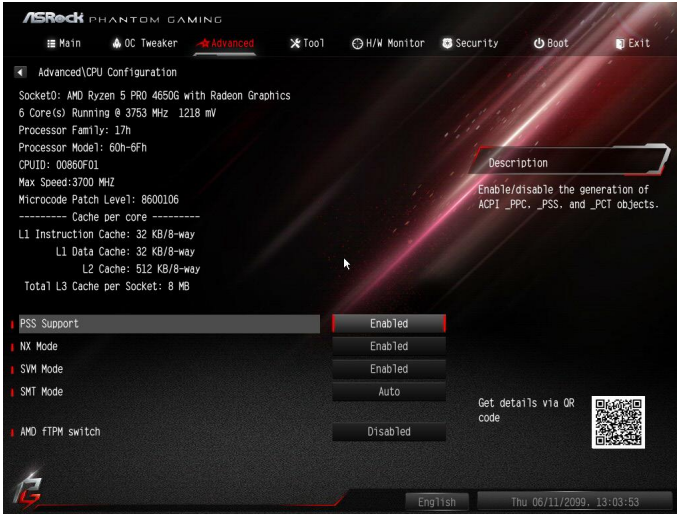 ASRock PHANTOM GAMING
Main OC Tweaker Advanced Tool H/W Monitor Security Boot Exit
Advanced\CPU Configuration
Socket0: AMD Ryzen 5 PRO 4650G with Radeon Graphics
6 Core(s) Running @ 3753 MHz 1218 mV
Processor Family: 17h
Processor Model: 60h-6Fh
CPUID: 00860F01
Max Speed:3700 MHZ
Microcode Patch Level: 8600106
--------- Cache per core ---------
L1 Instruction Cache: 32 KB/8-way
L1 Data Cache: 32 KB/8-way
L2 Cache: 512 KB/8-way
Total L3 Cache per Socket: 8 MB
PSS Support Enabled
NX Mode Enabled
SVM Mode Enabled
SMT Mode Auto
AMD fTPM switch Disabled
Description
Enable/disable the generation of
ACPI _PPC, _PSS, and _PCT objects.
Get details via QR
code
English
Thu 06/11/2099, 13:03:53